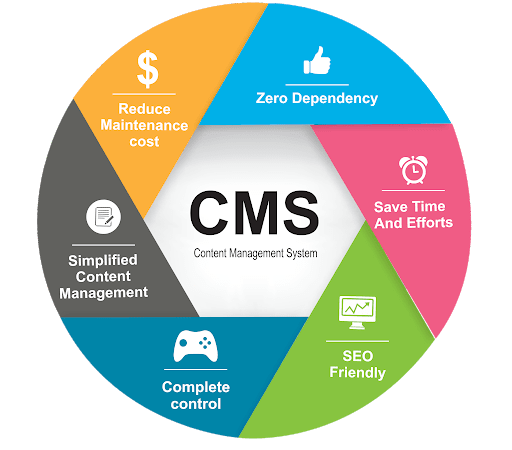 CMS
Content Management System
Zero Dependency
Save Time
And Efforts
SEO
Friendly
Complete
control
Simplified
Content
Management
Reduce
Maintenance
cost
$